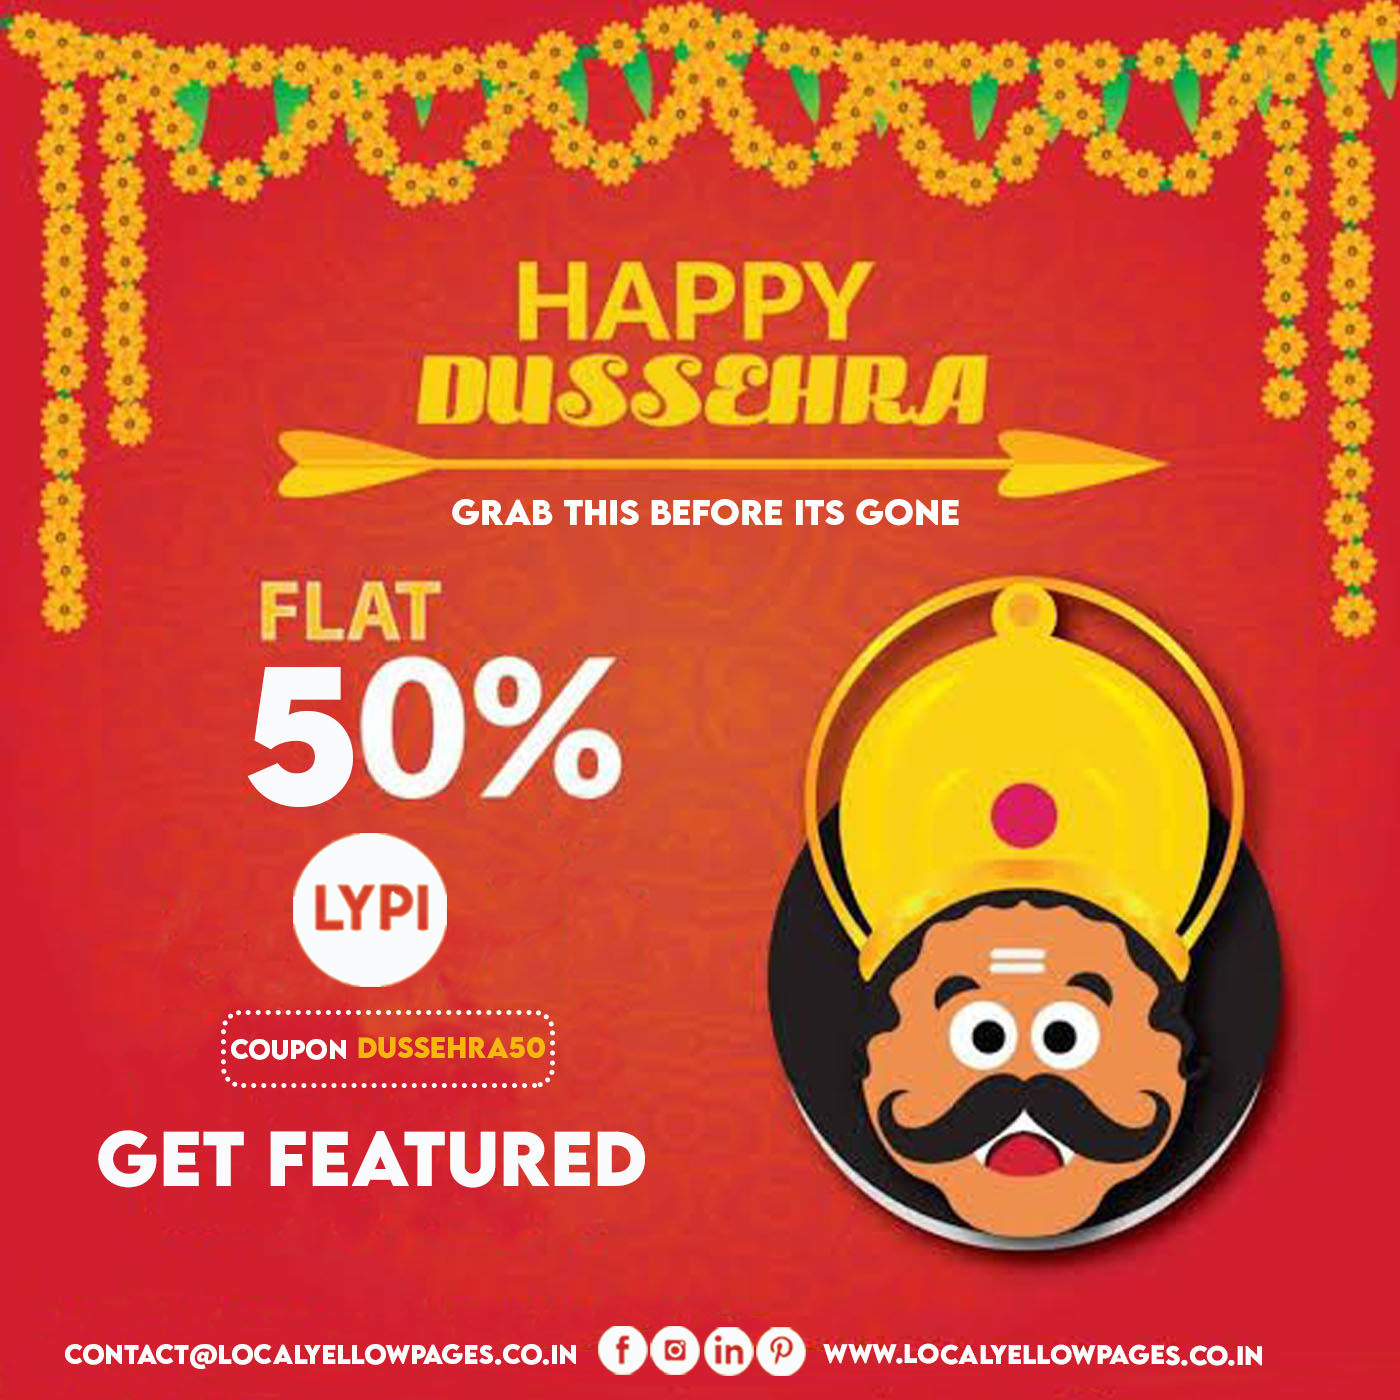 HAPPY
DUSSEHRA
GRAB THIS BEFORE ITS GONE
FLAT
50%
LYPI
COUPON DUSSEHRA50
GET FEATURED
CONTACT@LOCALYELLOWPAGES.CO.IN f in WWW.LOCALYELLOWPAGES.CO.IN